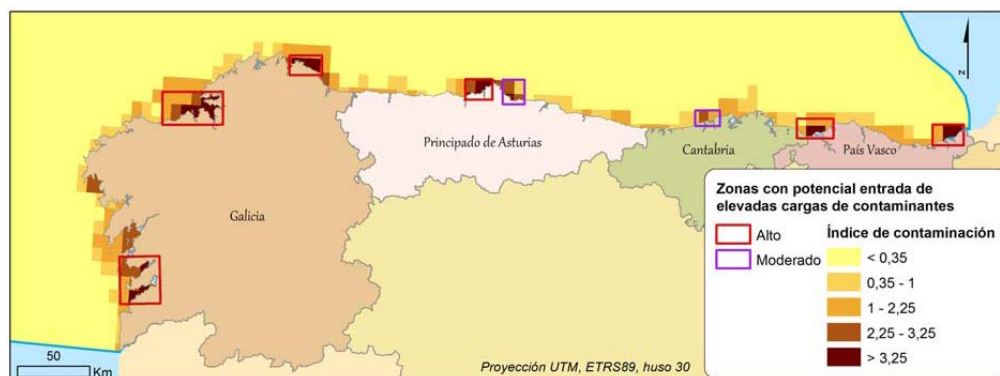 Principado de Asturias
Cantabria
País Vasco
Galicia
Zonas con potencial entrada de
elevadas cargas de contaminantes
Alto
Moderado
Índice de contaminación
< 0,35
0,35 - 1
1 - 2,25
2,25 - 3,25
> 3,25
50
Km
Proyección UTM, ETRS89, huso 30
N